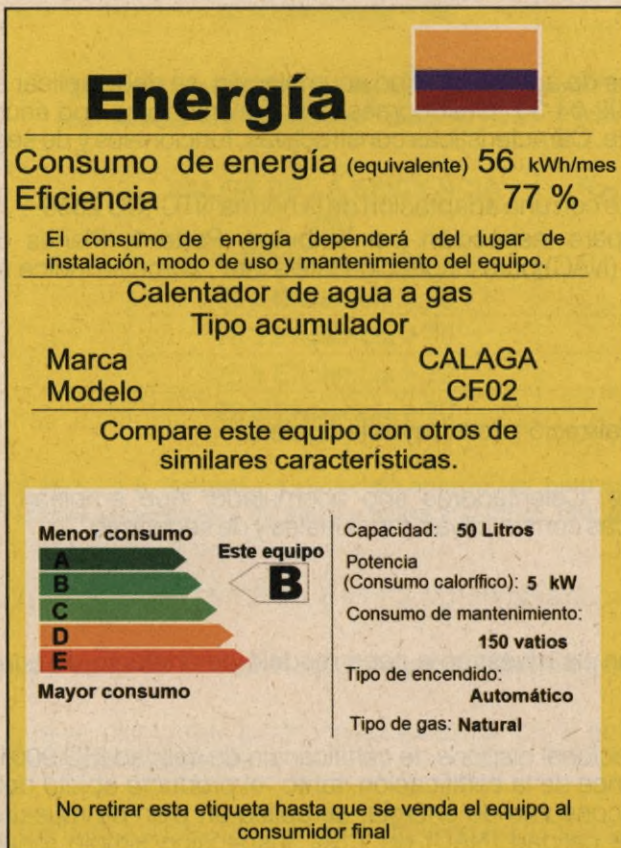 Energía
Consumo de energía (equivalente) 56 kWh/mes
Eficiencia 77 %
El consumo de energía dependerá del lugar de
instalación, modo de uso y mantenimiento del equipo.
Calentador de agua a gas
Tipo acumulador
Marca CALAGA
Modelo CF02
Compare este equipo con otros de
similares características.
Menor consumo
A
B
C
D
E
Mayor consumo
Este equipo
B
Capacidad: 50 Litros
Potencia
(Consumo calorífico): 5 kW
Consumo de mantenimiento:
150 vatios
Tipo de encendido:
Automático
Tipo de gas: Natural
No retirar esta etiqueta hasta que se venda el equipo al
consumidor final